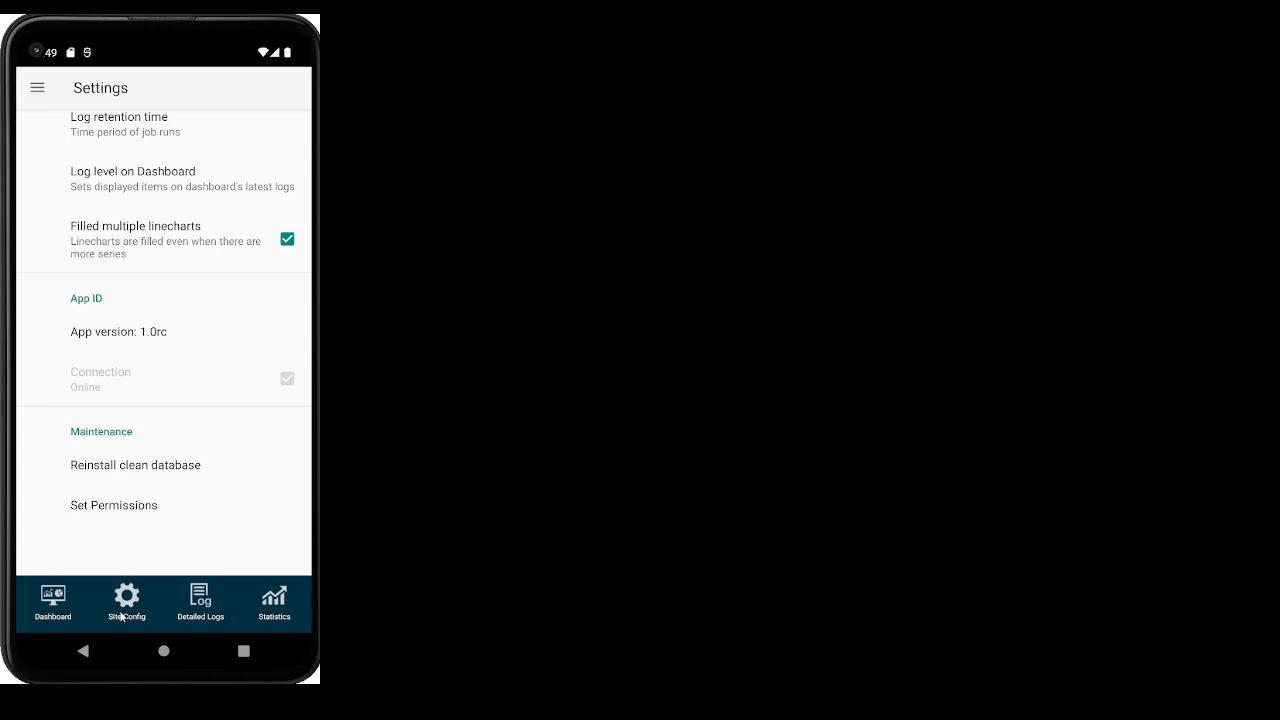 :49
Settings
Log retention time
Time period of job runs
Log level on Dashboard
Sets displayed items on dashboard's latest logs
Filled multiple linecharts
Linecharts are filled even when there are
more series
App ID
App version: 1.0rc
Connection
Online
Maintenance
Reinstall clean database
Set Permissions
Log
Dashboard
Site Config
Detailed Logs
Statistics